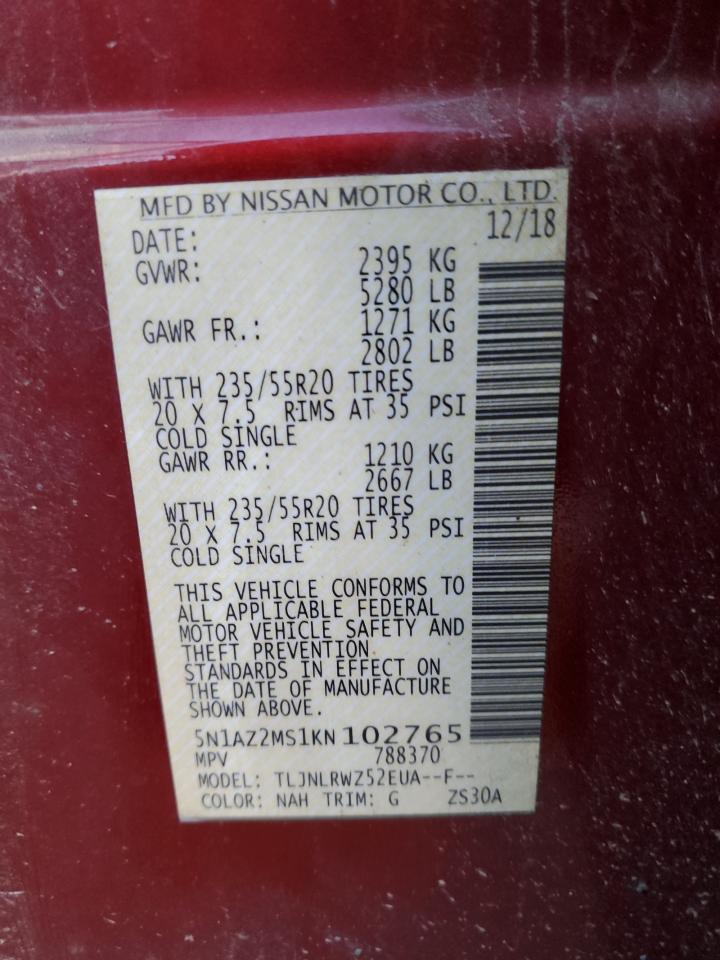 MFD BY NISSAN MOTOR CO., LTD.
DATE: 12/18
GVWR: 2395 KG
5280 LB
GAWR FR.: 1271 KG
2802 LB
WITH 235/55R20 TIRES
20 X 7.5 RIMS AT 35 PSI
COLD SINGLE
GAWR RR.: 1210 KG
2667 LB
WITH 235/55R20 TIRES
20 X 7.5 RIMS AT 35 PSI
COLD SINGLE
THIS VEHICLE CONFORMS TO
ALL APPLICABLE FEDERAL
MOTOR VEHICLE SAFETY AND
THEFT PREVENTION
STANDARDS IN EFFECT ON
THE DATE OF MANUFACTURE
SHOWN ABOVE.
5N1AZ2MS1KN102765
MPV 788370
MODEL: TLJNLRWZ52EUA--F--
COLOR: NAH TRIM: G ZS30A